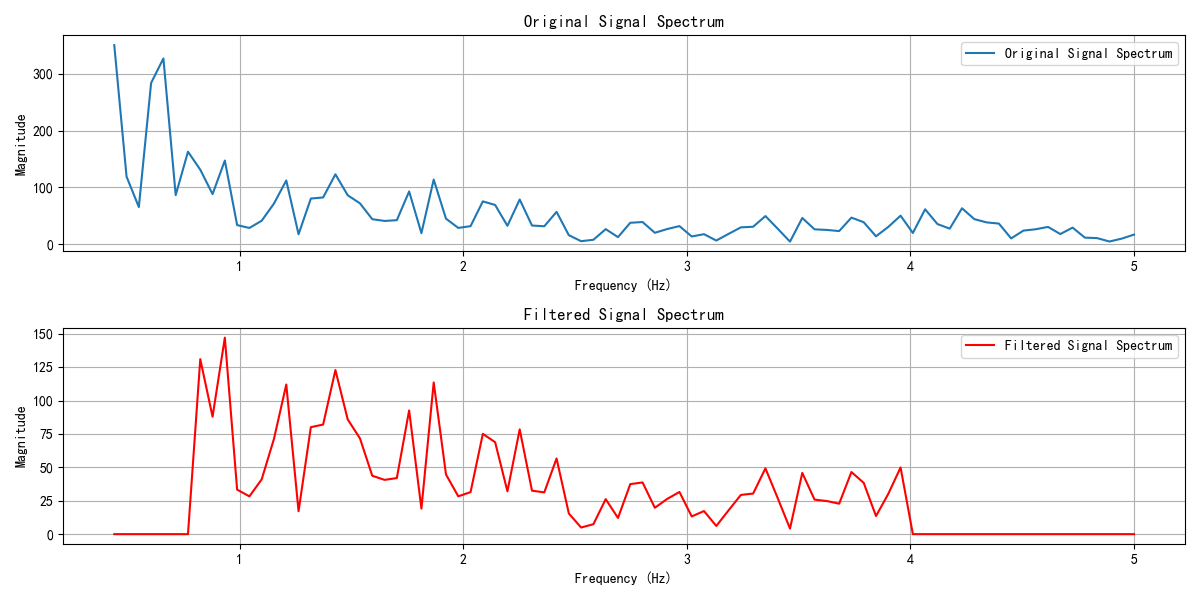 Original Signal Spectrum
Original Signal Spectrum
Magnitude
300
200
100
0
1 2 3 4 5
Frequency (Hz)
Filtered Signal Spectrum
Filtered Signal Spectrum
Magnitude
150
125
100
75
50
25
0
1 2 3 4 5
Frequency (Hz)